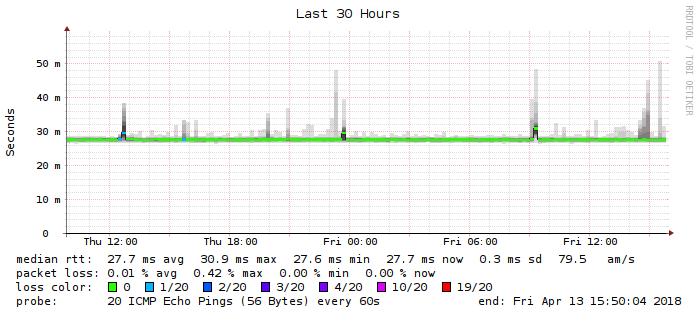 Last 30 Hours
RRDTOOL / TOBI OETIKER
Seconds
50 m
40 m
30 m
20 m
10 m
0
Thu 12:00 Thu 18:00 Fri 00:00 Fri 06:00 Fri 12:00
median rtt: 27.7 ms avg 30.9 ms max 27.6 ms min 27.7 ms now 0.3 ms sd 79.5 am/s
packet loss: 0.01 % avg 0.42 % max 0.00 % min 0.00 % now
loss color: 0 1/20 2/20 3/20 4/20 10/20 19/20
probe: 20 ICMP Echo Pings (56 Bytes) every 60s end: Fri Apr 13 15:50:04 2018